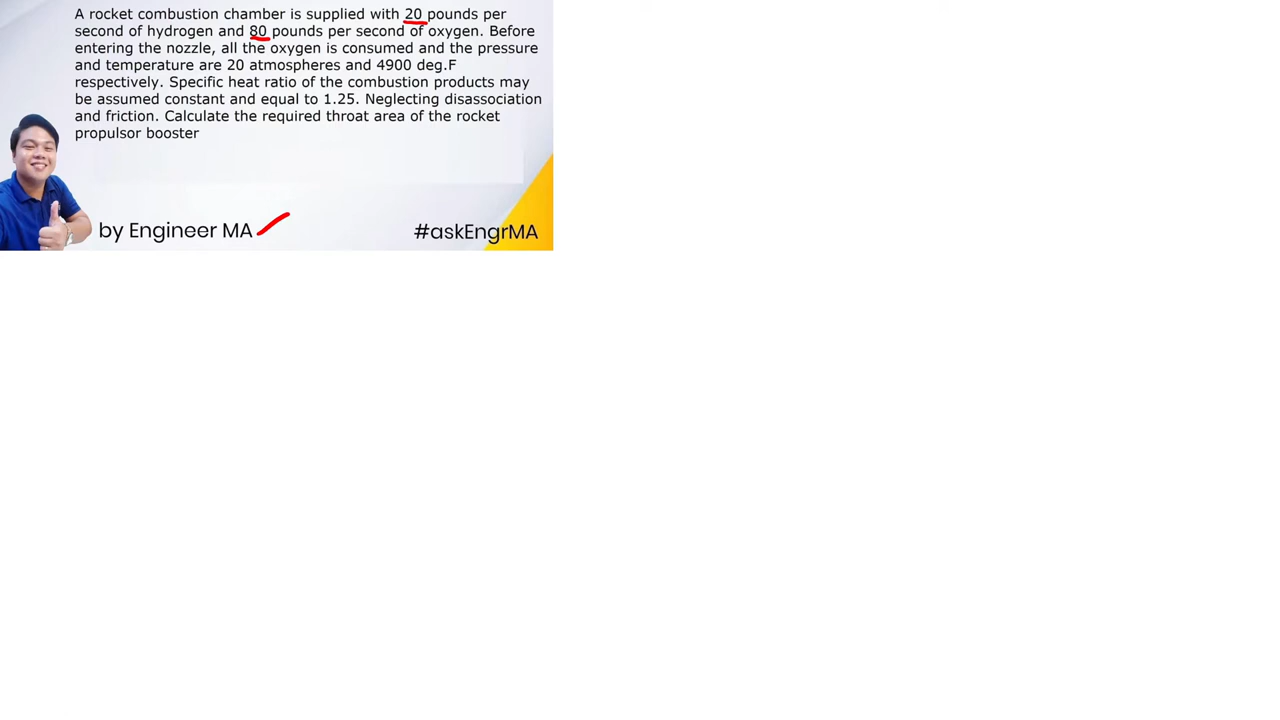 A rocket combustion chamber is supplied with 20 pounds per
second of hydrogen and 80 pounds per second of oxygen. Before
entering the nozzle, all the oxygen is consumed and the pressure
and temperature are 20 atmospheres and 4900 deg.F
respectively. Specific heat ratio of the combustion products may
be assumed constant and equal to 1.25. Neglecting disassociation
and friction. Calculate the required throat area of the rocket
propulsor booster
by Engineer MA
#askEngrMA